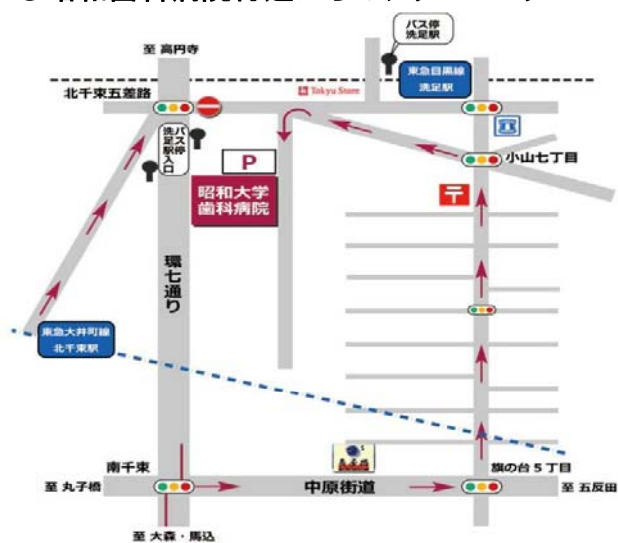 至 高円寺
バス停
洗足駅
北千束五差路
Tokyu Store
東急目黒線
洗足駅
バス停
洗足駅入口
P
小山七丁目
昭和大学
歯科病院
環七通り
東急大井町線
北千束駅
南千束
旗の台5丁目
至 丸子橋
中原街道
至 五反田
至 大森・馬込